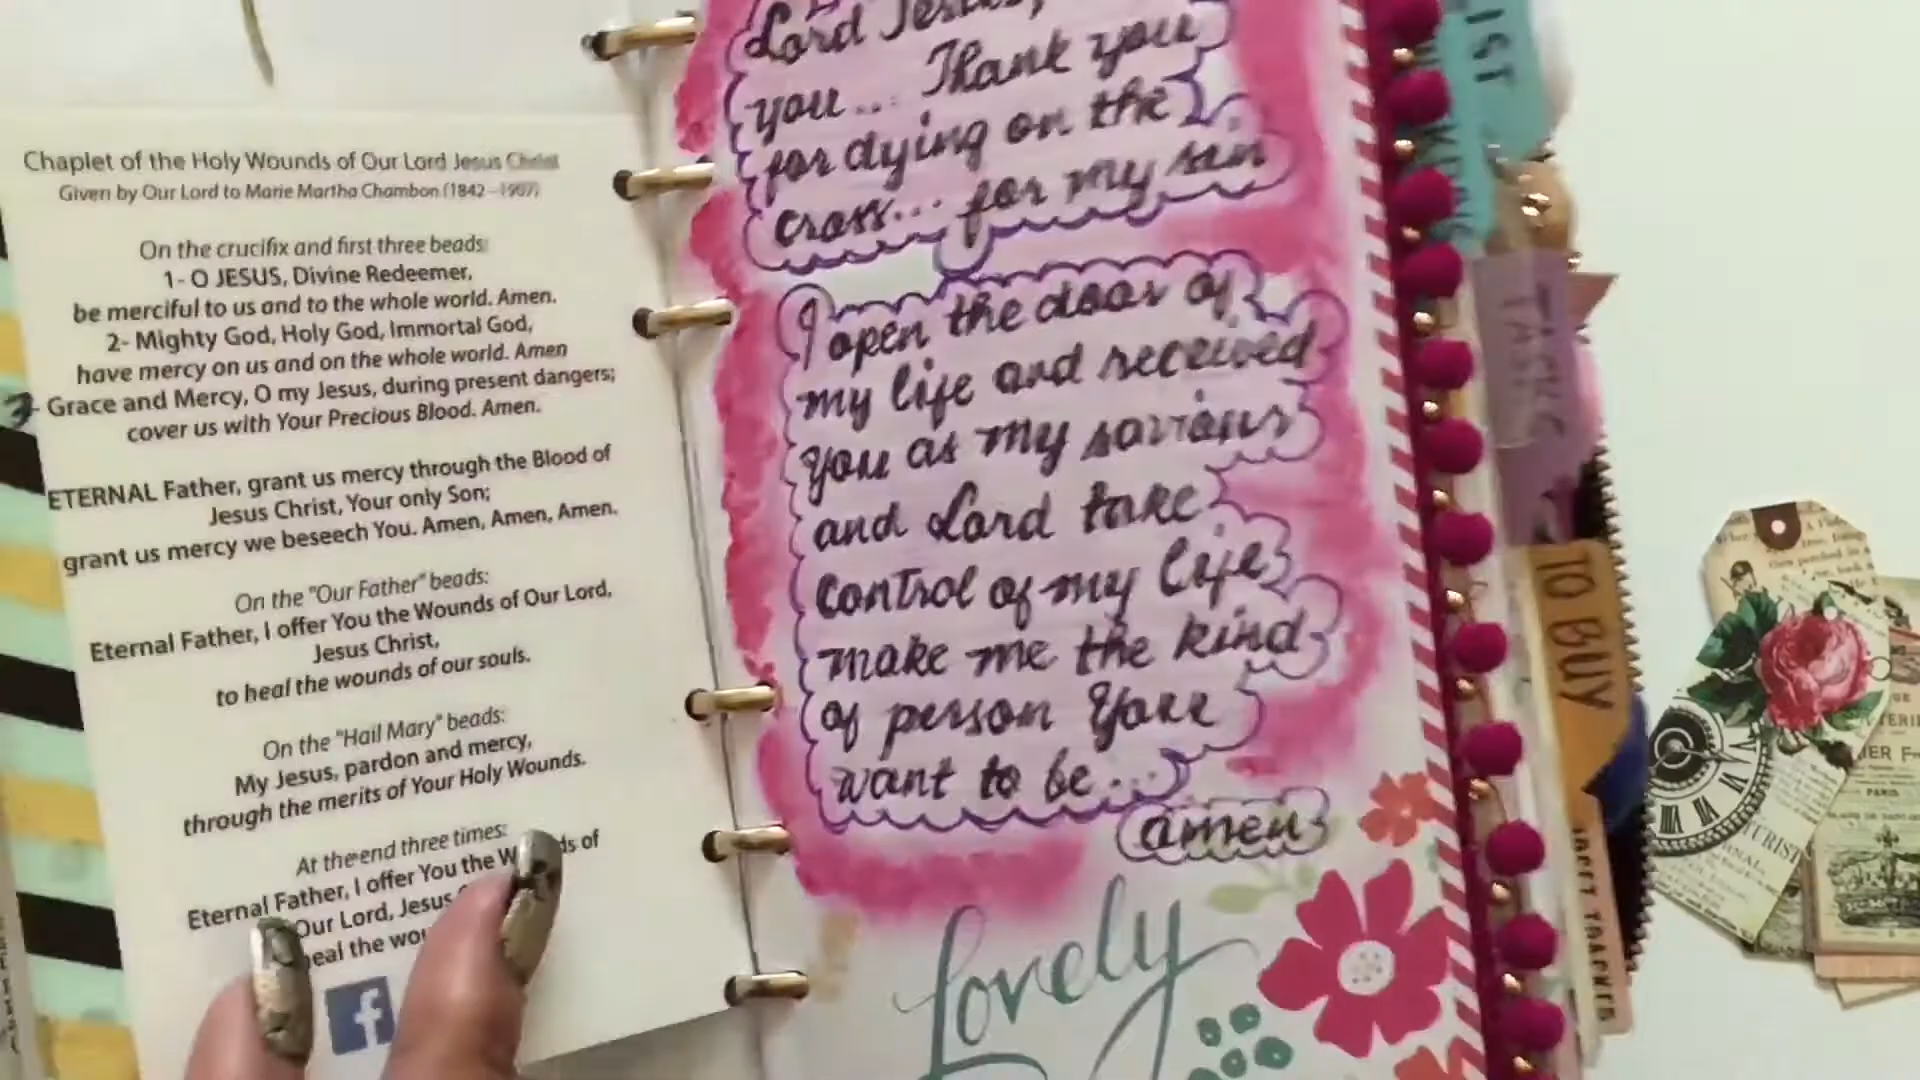 Chaplet of the Holy Wounds of Our Lord Jesus Christ
Given by Our Lord to Marie Martha Chambon (1842 - 1907)
On the crucifix and first three beads:
1- O JESUS, Divine Redeemer,
be merciful to us and to the whole world. Amen.
2- Mighty God, Holy God, Immortal God,
have mercy on us and on the whole world. Amen
3- Grace and Mercy, O my Jesus, during present dangers;
cover us with Your Precious Blood. Amen.
ETERNAL Father, grant us mercy through the Blood of
Jesus Christ, Your only Son;
grant us mercy we beseech You. Amen, Amen, Amen.
On the "Our Father" beads:
Eternal Father, I offer You the Wounds of Our Lord,
Jesus Christ,
to heal the wounds of our souls.
On the "Hail Mary" beads:
My Jesus, pardon and mercy,
through the merits of Your Holy Wounds.
At the end three times:
Eternal Father, I offer You the of
Our Lord, Jesus
heal the
f
Lord Jesus,
you... Thank you
for dying on the
cross... for my sin
I open the door of
my life and received
You as my saviour
and Lord take
control of my life
make me the kind
of person You
want to be...
amen
Lovely
IST
TASK
TO BUY
TRACKER
PARIS